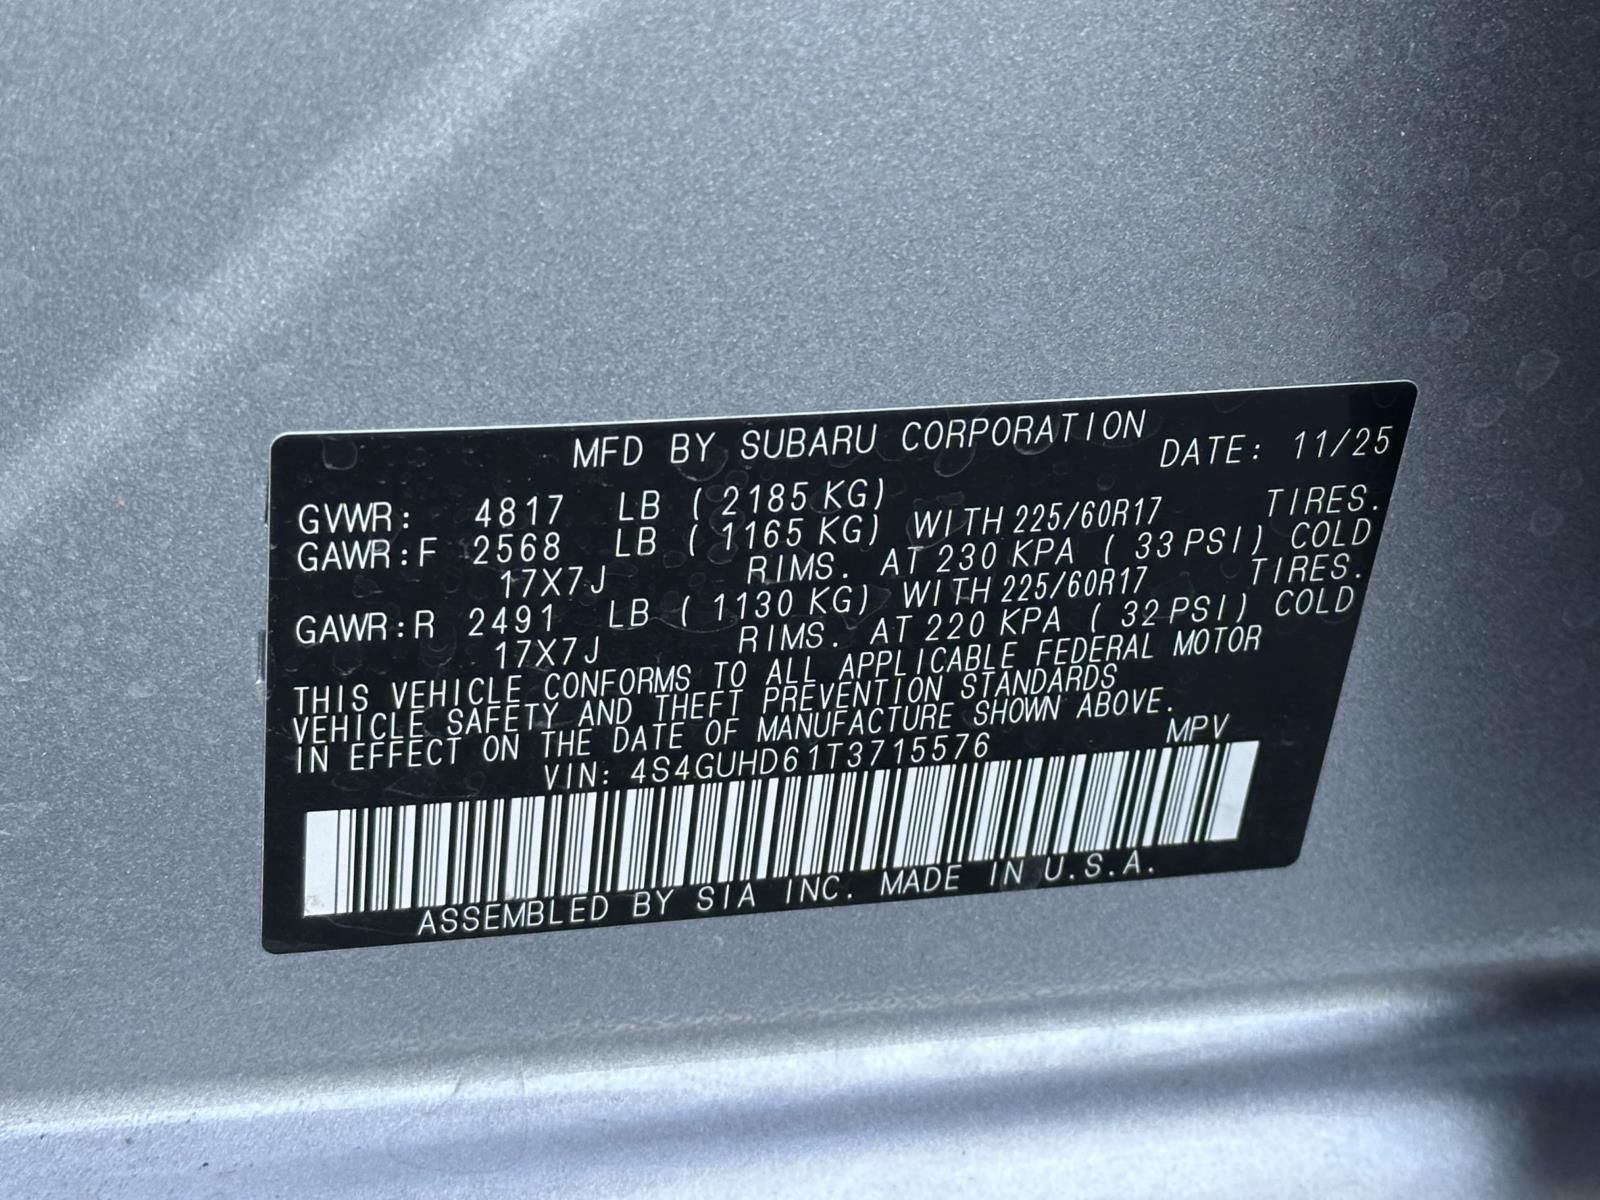 MFD BY SUBARU CORPORATION DATE: 11/25
GVWR: 4817 LB ( 2185 KG)
GAWR:F 2568 LB ( 1165 KG) WITH 225/60R17 TIRES.
17X7J RIMS. AT 230 KPA ( 33 PSI) COLD
GAWR:R 2491 LB ( 1130 KG) WITH 225/60R17 TIRES.
17X7J RIMS. AT 220 KPA ( 32 PSI) COLD
THIS VEHICLE CONFORMS TO ALL APPLICABLE FEDERAL MOTOR
VEHICLE SAFETY AND THEFT PREVENTION STANDARDS
IN EFFECT ON THE DATE OF MANUFACTURE SHOWN ABOVE.
VIN: 4S4GUHD61T3715576 MPV
ASSEMBLED BY SIA INC. MADE IN U.S.A.